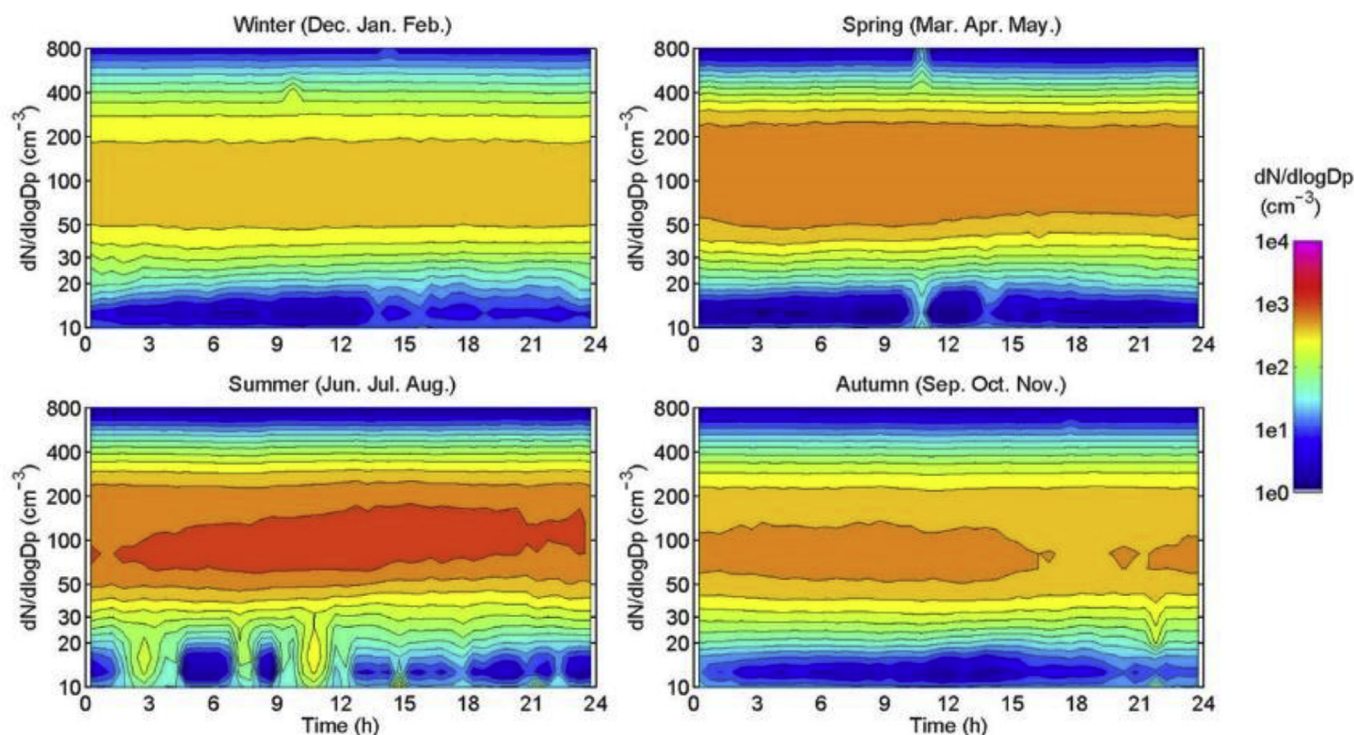 Winter (Dec. Jan. Feb.)
800
400
200
100
50
30
20
10
dN/dlogDp (cm⁻³)
0 3 6 9 12 15 18 21 24
Spring (Mar. Apr. May.)
800
400
200
100
50
30
20
10
dN/dlogDp (cm⁻³)
0 3 6 9 12 15 18 21 24
Summer (Jun. Jul. Aug.)
800
400
200
100
50
30
20
10
dN/dlogDp (cm⁻³)
0 3 6 9 12 15 18 21 24
Time (h)
Autumn (Sep. Oct. Nov.)
800
400
200
100
50
30
20
10
dN/dlogDp (cm⁻³)
0 3 6 9 12 15 18 21 24
Time (h)
dN/dlogDp
(cm⁻³)
1e4
1e3
1e2
1e1
1e0